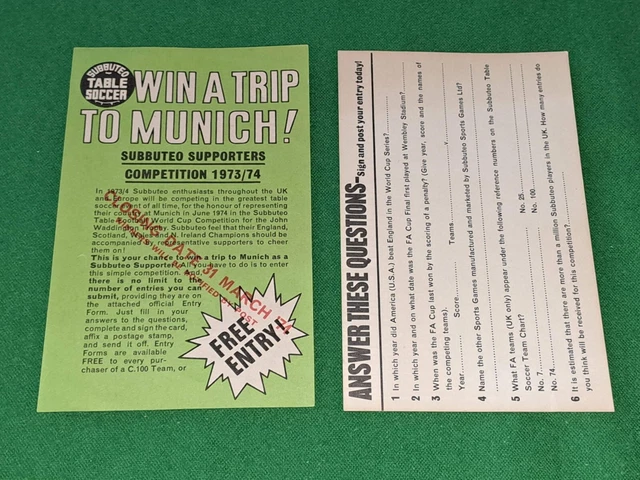 SUBBUTEO
TABLE
SOCCER
WIN A TRIP
TO MUNICH!
SUBBUTEO SUPPORTERS
COMPETITION 1973/74
In 1973/4 Subbuteo enthusiasts throughout the UK
and Europe will be competing in the greatest table
soccer of all time, for the honour of representing
their country at Munich in June 1974 in the Subbuteo
Table Soccer World Cup Competition for the John
Waddington Trophy. Subbuteo feel that their England,
Scotland, Wales and N. Ireland Champions should be
accompanied by representative supporters to cheer
them on!
This is your chance to win a trip to Munich as a
Subbuteo Supporter. All you have to do is to enter
this simple competition.
there is no limit to the
number of entries you can
submit, providing they are on
the attached official Entry
Form. Just fill in your
answers to the questions,
complete and sign the card,
affix a postage stamp,
and send it off. Entry
Forms are available
FREE to every pur-
chaser of a C.100 Team, or
CLOSING DATE 31 MARCH '74
WINNERS WILL BE NOTIFIED BY POST
FREE
ENTRY!
ANSWER THESE QUESTIONS–Sign and post your entry today!
1 In which year did America (U.S.A.) beat England in the World Cup Series?
2 In which year and on what date was the FA Cup Final first played at Wembley Stadium?
3 When was the FA Cup last won by the scoring of a penalty? (Give year, score and the names of
the competing teams).
Year Score Teams v
4 Name the other Sports Games manufactured and marketed by Subbuteo Sports Games Ltd?
5 What FA teams (UK only) appear under the following reference numbers on the Subbuteo Table
Soccer Team Chart?
No. 7 No. 25
No. 74 No. 100
6 It is estimated that there are more than a million Subbuteo players in the UK. How many entries do
you think will be received for this competition?